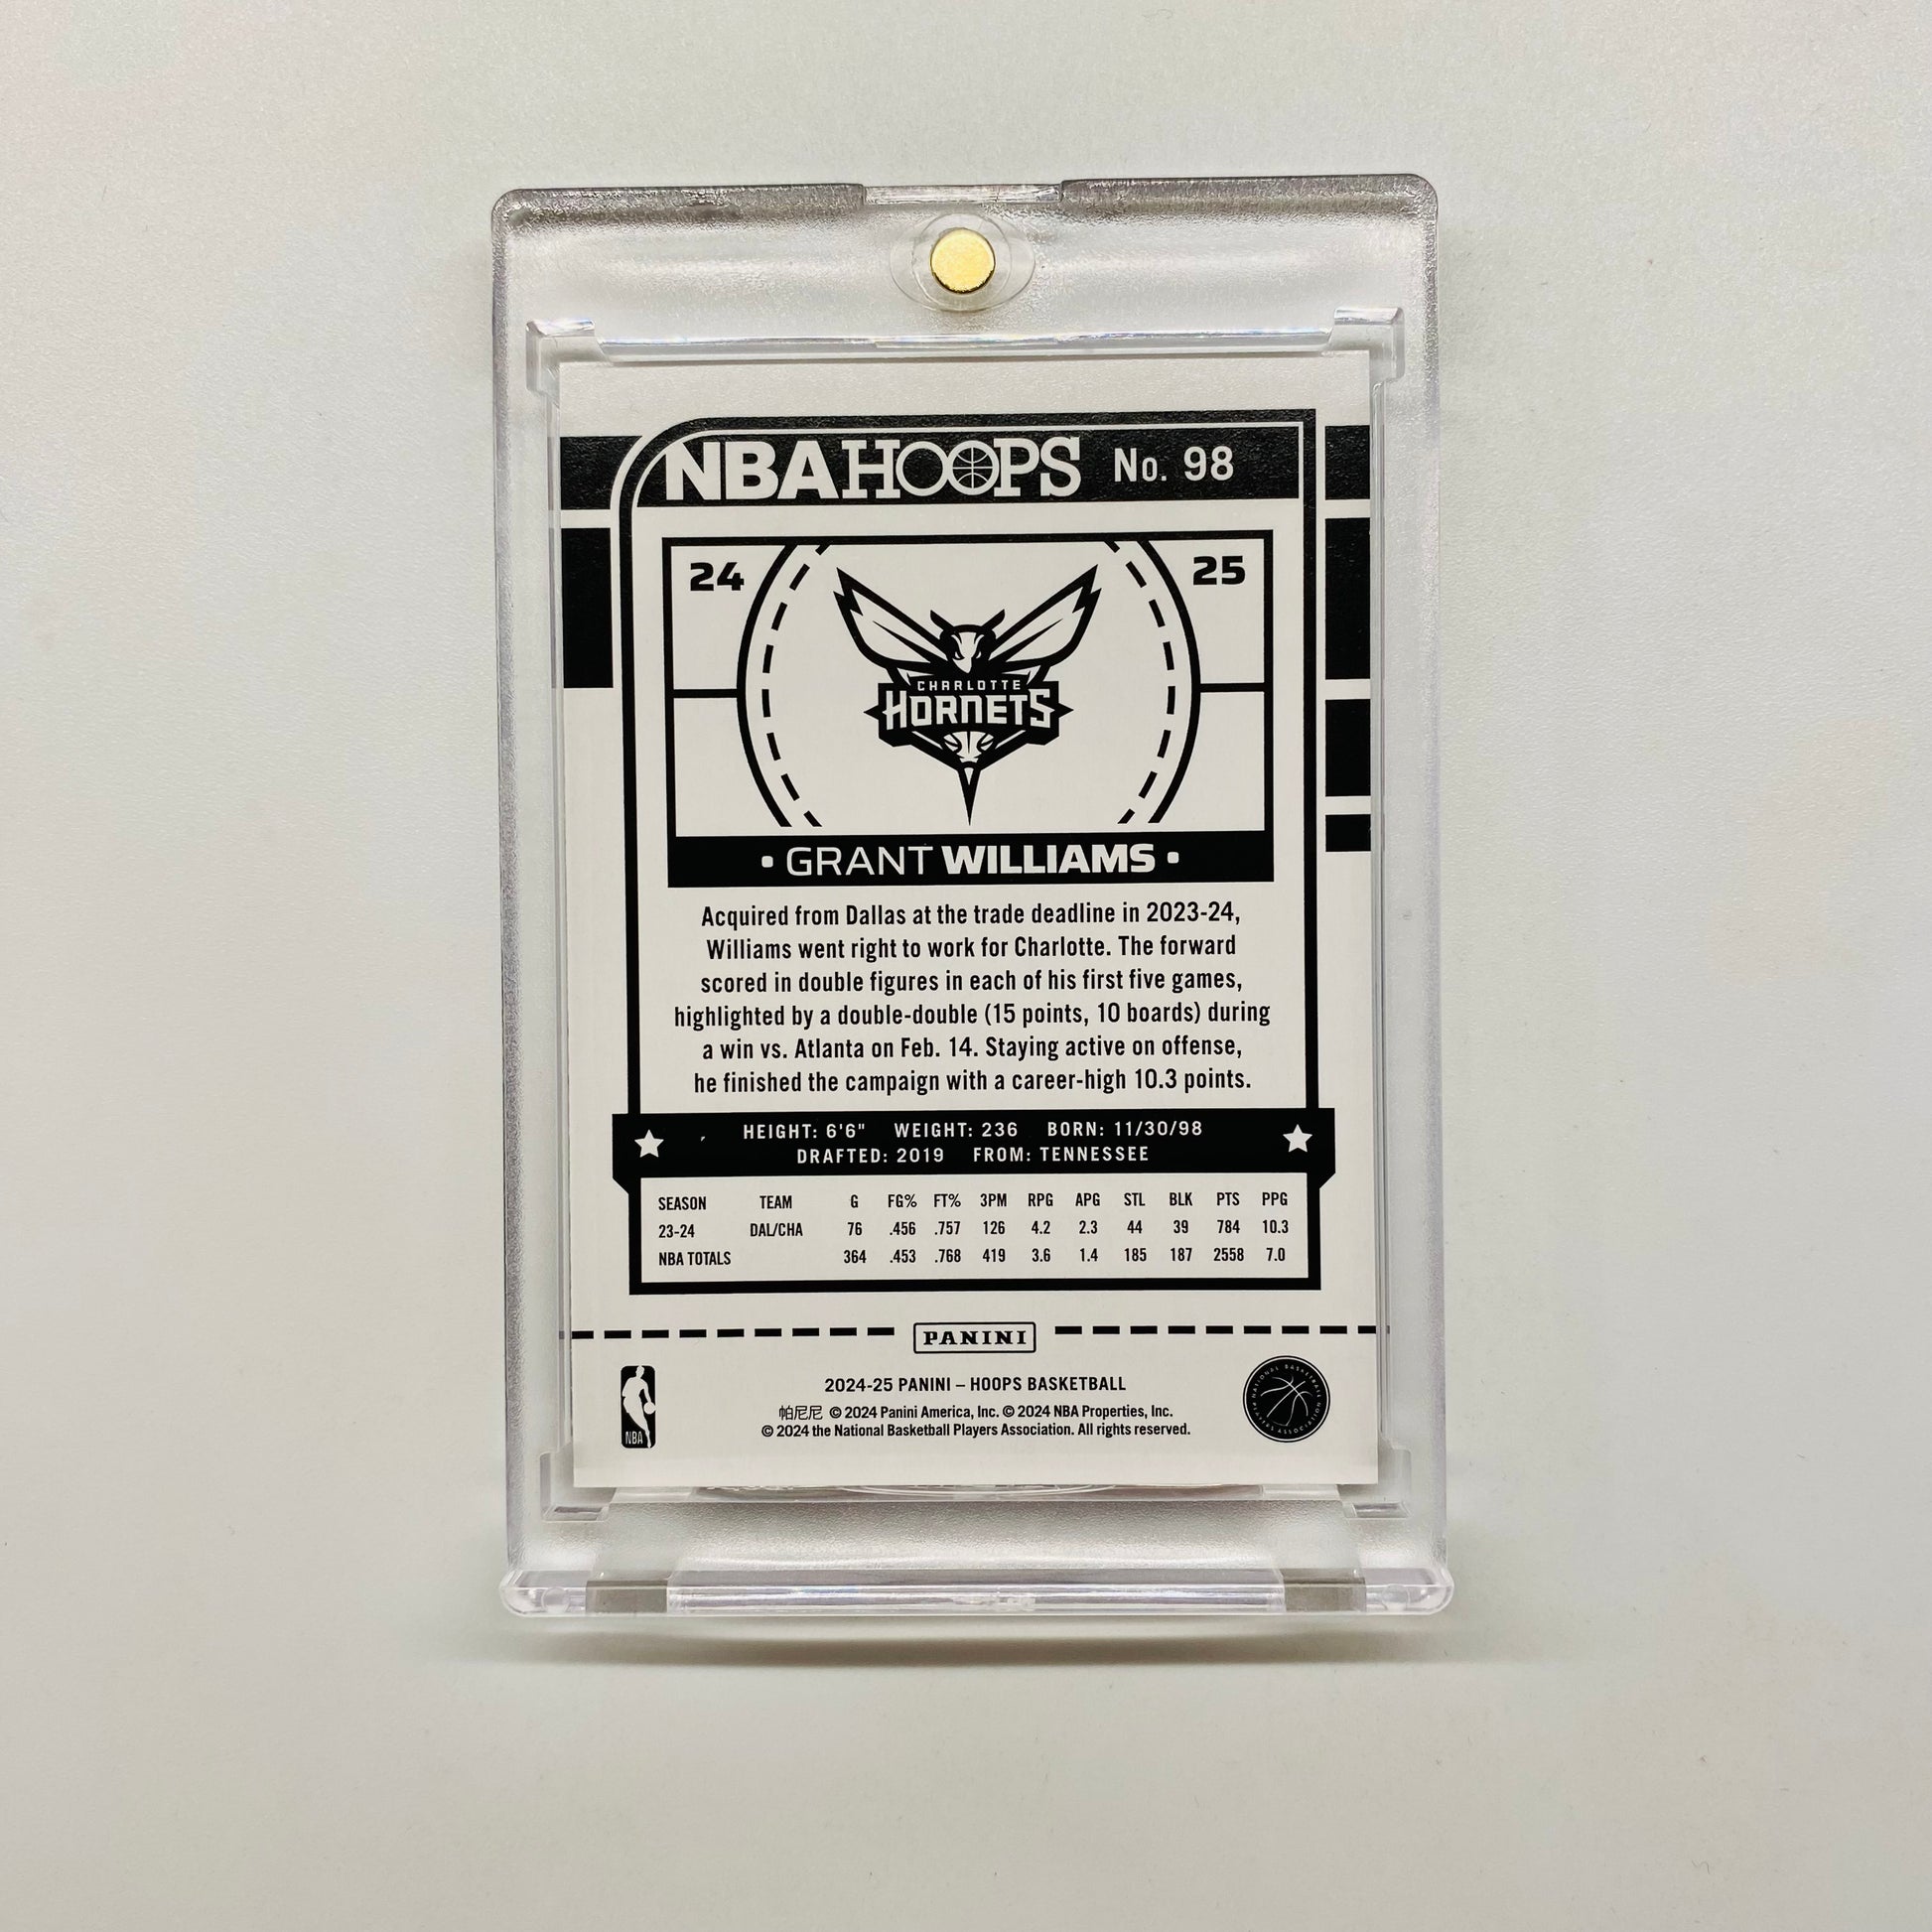 NBA HOOPS No. 98
24 25
CHARLOTTE
HORNETS
• GRANT WILLIAMS •
Acquired from Dallas at the trade deadline in 2023-24,
Williams went right to work for Charlotte. The forward
scored in double figures in each of his first five games,
highlighted by a double-double (15 points, 10 boards) during
a win vs. Atlanta on Feb. 14. Staying active on offense,
he finished the campaign with a career-high 10.3 points.
HEIGHT: 6'6" WEIGHT: 236 BORN: 11/30/98
DRAFTED: 2019 FROM: TENNESSEE
SEASON TEAM G FG% FT% 3PM RPG APG STL BLK PTS PPG
23-24 DAL/CHA 76 .456 .757 126 4.2 2.3 44 39 784 10.3
NBA TOTALS 364 .453 .768 419 3.6 1.4 185 187 2558 7.0
PANINI
2024-25 PANINI – HOOPS BASKETBALL
帕尼尼 © 2024 Panini America, Inc. © 2024 NBA Properties, Inc.
© 2024 the National Basketball Players Association. All rights reserved.
NBA
NATIONAL BASKETBALL PLAYERS ASSOCIATION